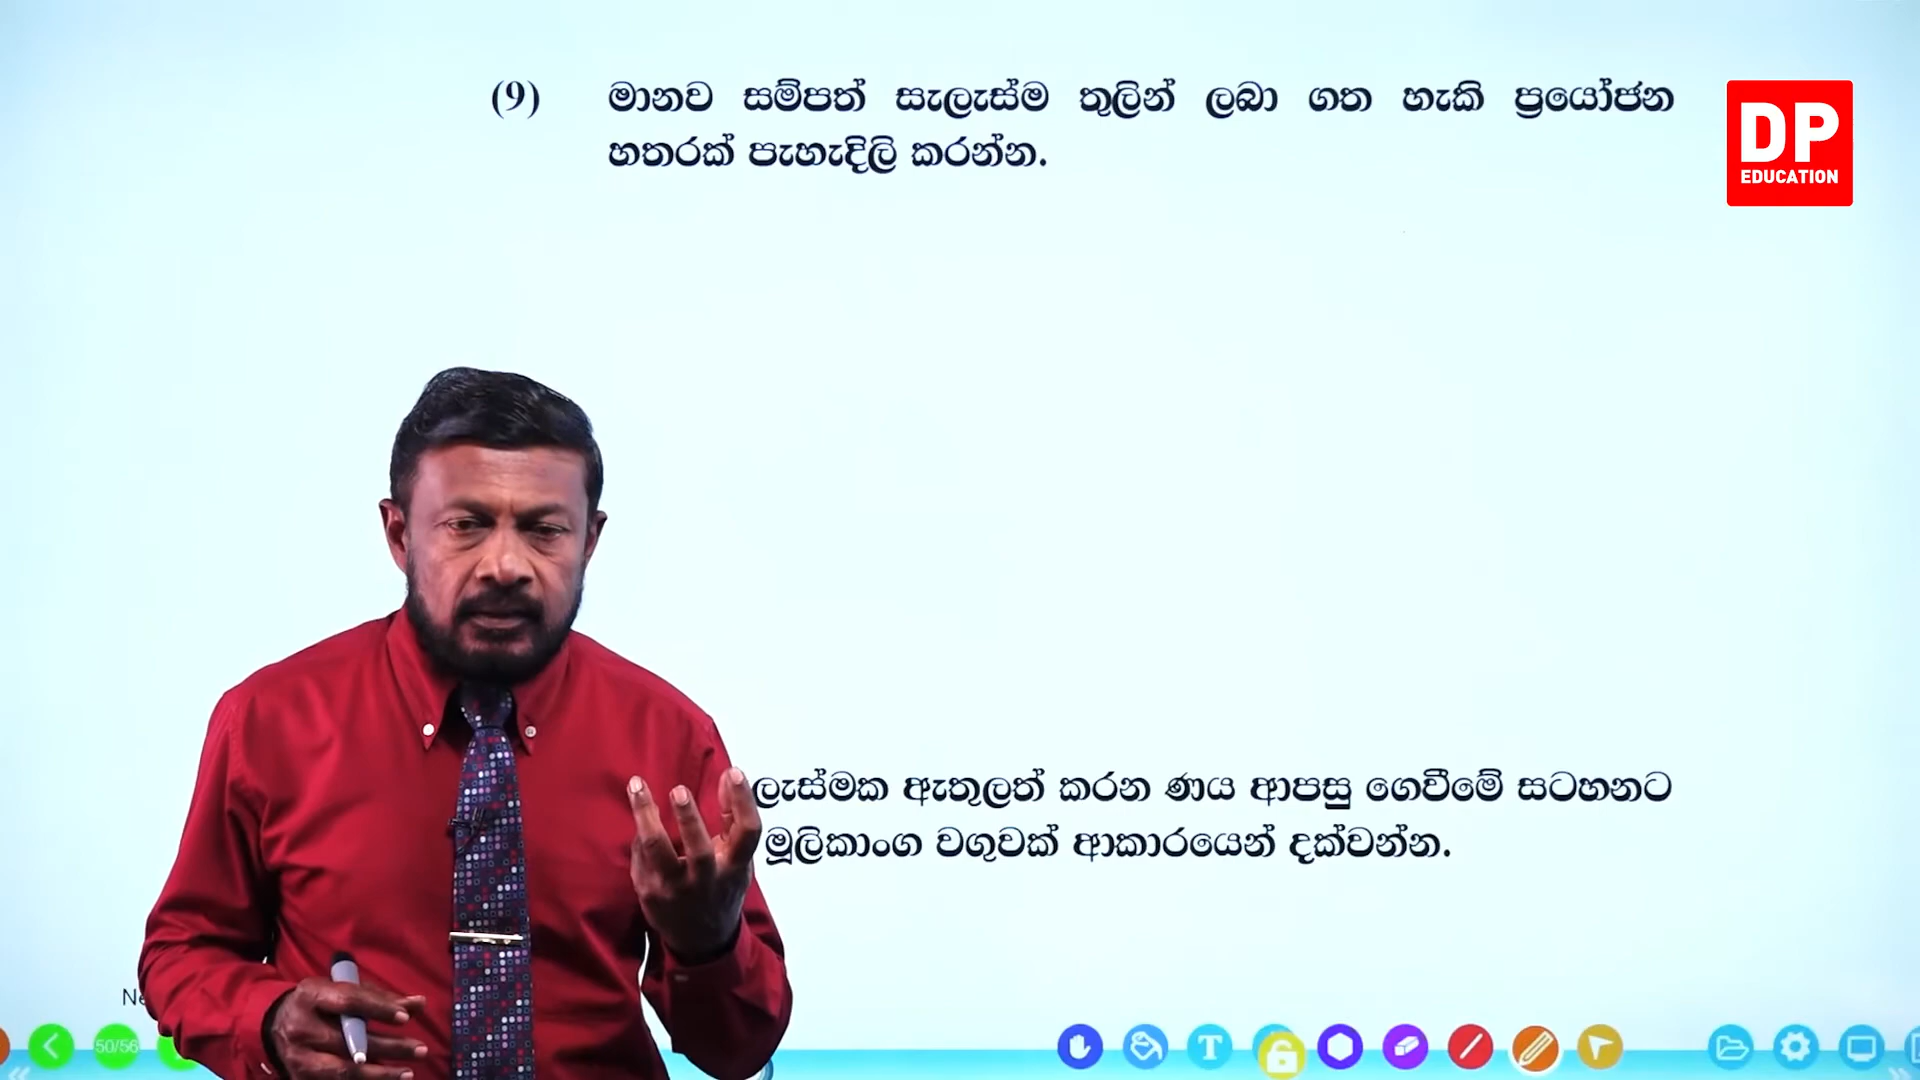 (9) මානව සම්පත් සැලැස්ම තුලින් ලබා ගත හැකි ප්‍රයෝජන
හතරක් පැහැදිලි කරන්න.
DP
EDUCATION
ඇතුලත් කරන ණය ආපසු ගෙවීමේ සටහනට
මූලිකාංග වගුවක් ආකාරයෙන් දක්වන්න.
50/56
T